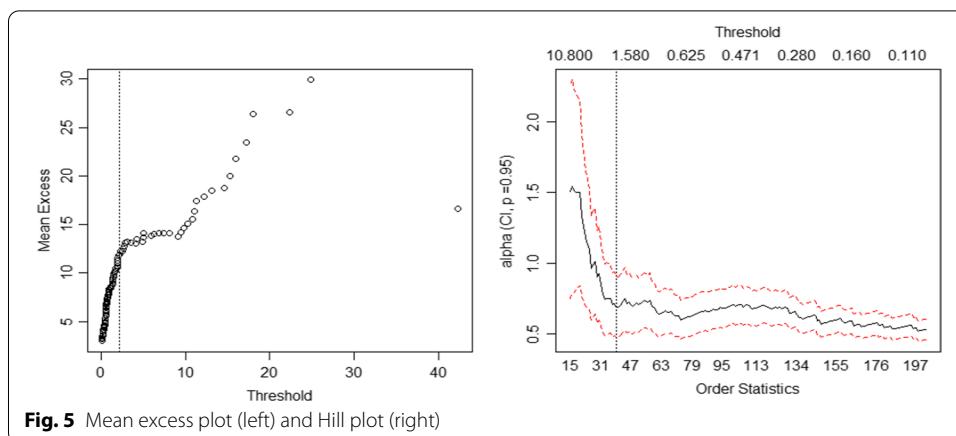 30
25
20
15
10
5
Mean Excess
0 10 20 30 40
Threshold
Threshold
10.800 1.580 0.625 0.471 0.280 0.160 0.110
2.0
1.5
1.0
0.5
alpha (CI, p =0.95)
15 31 47 63 79 95 113 134 155 176 197
Order Statistics
Fig. 5 Mean excess plot (left) and Hill plot (right)